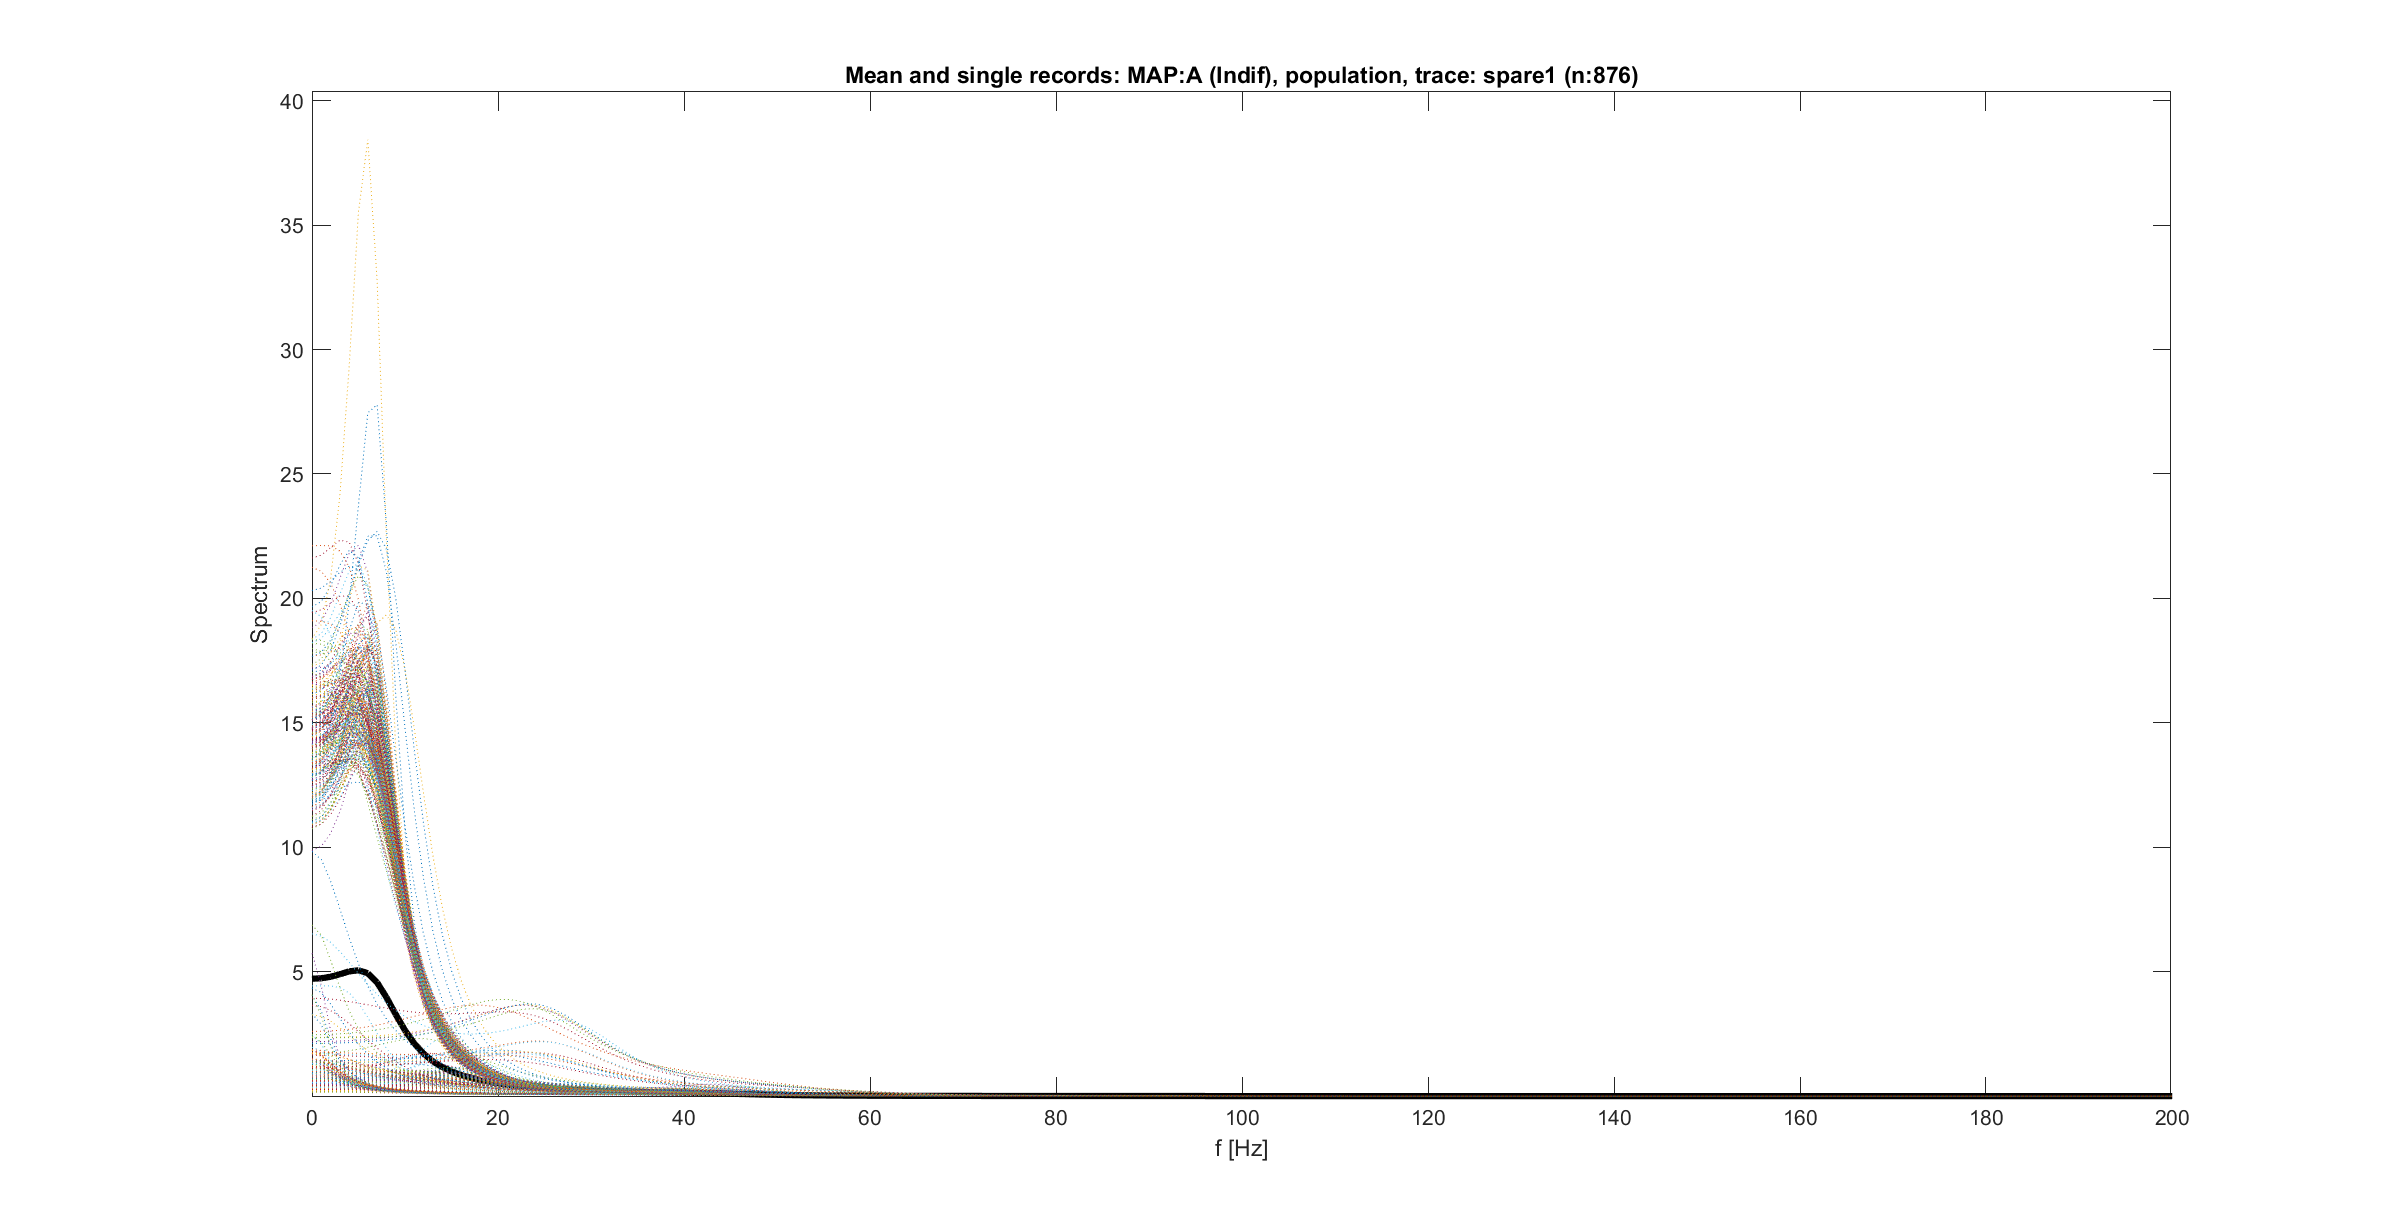 Mean and single records: MAP:A (Indif), population, trace: spare1 (n:876)
40
35
30
25
20
15
10
5
Spectrum
0 20 40 60 80 100 120 140 160 180 200
f [Hz]